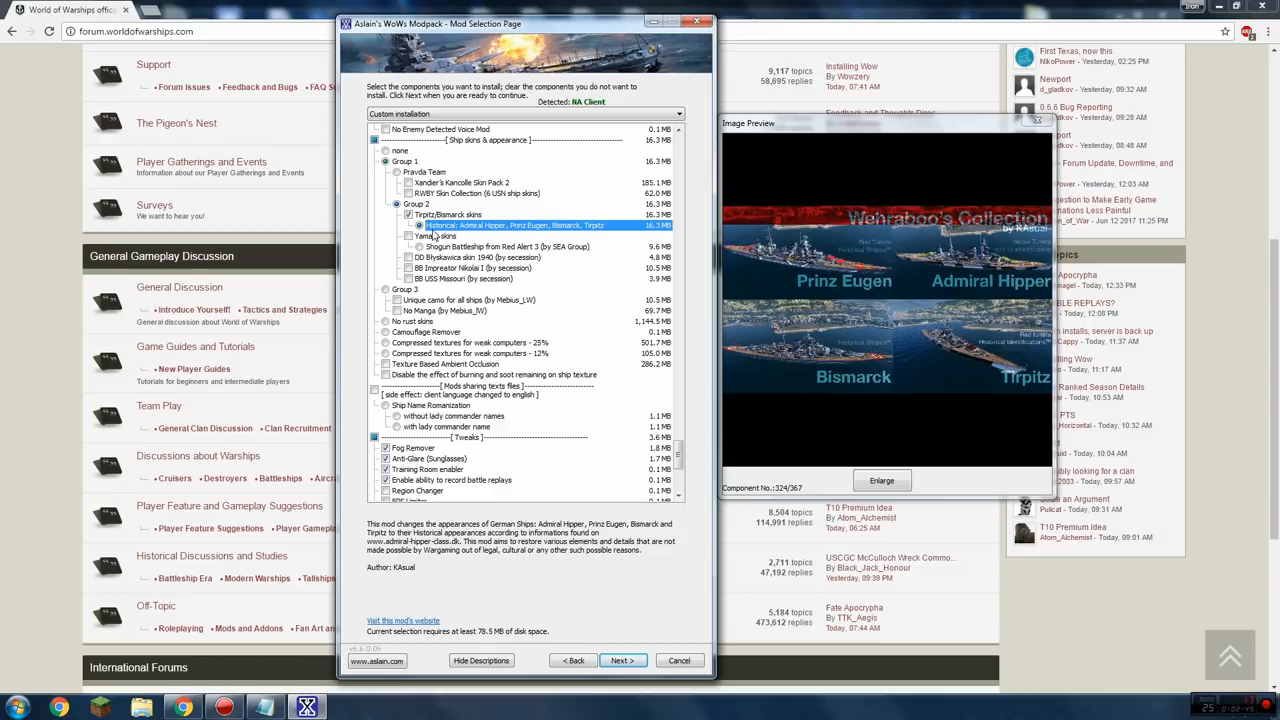 World of Warships offici
Iron
forum.worldofwarships.com
2
Support
• Forum Issues • Feedback and Bugs • FAQ S
The Pigeon's Nest
Player Gatherings and Events
Information about our Player Gatherings and Events.
Surveys
We want to hear you!
General Gameplay Discussion
General Discussion
• Introduce Yourself! • Tactics and Strategies
General discussion about World of Warships
Game Guides and Tutorials
• New Player Guides
Tutorials for beginners and intermediate players
Team Play
• General Clan Discussion • Clan Recruitment
Discussions about Warships
• Cruisers • Destroyers • Battleships • Aircr
Player Feature and Gameplay Suggestions
• Player Feature Suggestions • Player Gamepla
Historical Discussions and Studies
• Battleship Era • Modern Warships • Tallships
Off-Topic
• Roleplaying • Mods and Addons • Fan Art an
International Forums
Aslain's WoWs Modpack - Mod Selection Page
Select the components you want to install; clear the components you do not want to
install. Click Next when you are ready to continue.
Detected: NA Client
Custom installation
No Enemy Detected Voice Mod 0.1 MB
[ Ship skins & appearance ] 16.3 MB
none
Group 1 16.3 MB
Pravda Team
Xandier's Kancolle Skin Pack 2 185.1 MB
RWBY Skin Collection (6 USN ship skins) 62.0 MB
Group 2 16.3 MB
Tirpitz/Bismarck skins 16.3 MB
Historical: Admiral Hipper, Prinz Eugen, Bismarck, Tirpitz 16.3 MB
Yamato skins
Shogun Battleship from Red Alert 3 (by SEA Group) 9.6 MB
DD Błyskawica skin 1940 (by secession) 4.8 MB
BB Impreator Nikolai I (by secession) 10.5 MB
BB USS Missouri (by secession) 3.9 MB
Group 3
Unique camo for all ships (by Mebius_LW) 10.5 MB
No Manga (by Mebius_lW) 69.7 MB
No rust skins 1,144.5 MB
Camouflage Remover 0.1 MB
Compressed textures for weak computers - 25% 501.7 MB
Compressed textures for weak computers - 12% 105.0 MB
Texture Based Ambient Occlusion 286.2 MB
Disable the effect of burning and soot remaining on ship texture
[ Mods sharing texts files ]
[ side effect: client language changed to english ]
Ship Name Romanization
without lady commander names 1.1 MB
with lady commander name 1.1 MB
[ Tweaks ] 3.6 MB
Fog Remover 1.8 MB
Anti-Glare (Sunglasses) 1.7 MB
Training Room enabler 0.1 MB
Enable ability to record battle replays 0.1 MB
Region Changer 0.1 MB
This mod changes the appearances of German Ships: Admiral Hipper, Prinz Eugen, Bismarck and
Tirpitz to their Historical appearances according to informations found on
www.admiral-hipper-class.dk. This mod aims to restore various elements and details that are not
made possible by Wargaming out of legal, cultural or any other such possible reasons.
Author: KAsual
Visit this mod's website
Current selection requires at least 78.5 MB of disk space.
v6.6.0.06
www.aslain.com Hide Descriptions < Back Next > Cancel
Image Preview
Wehraboo's Collection
by KAsual
Prinz Eugen
Admiral Hipper
Bismarck
Tirpitz
Enlarge
Component No.:324/367
9,117 topics
58,695 replies
Installing Wow
Wowzery
Today, 07:41 AM
8,504 topics
114,991 replies
T10 Premium Idea
By Atom_Alchemist
Today, 06:25 AM
2,711 topics
47,192 replies
USCGC McCulloch Wreck Commo...
By Black_Jack_Honour
Yesterday, 09:39 PM
5,184 topics
473,612 replies
Fate Apocrypha
By TTK_Aegis
Today, 07:44 AM
First Texas, now this
NikoPower - Yesterday, 02:25 PM
Newport
d_gladkov - Yesterday, 09:32 AM
0.6.6 Bug Reporting
d_gladkov - Yesterday, 09:28 AM
T10 Premium Idea
Atom_Alchemist - Today, 09:01 AM
25 0:02:45